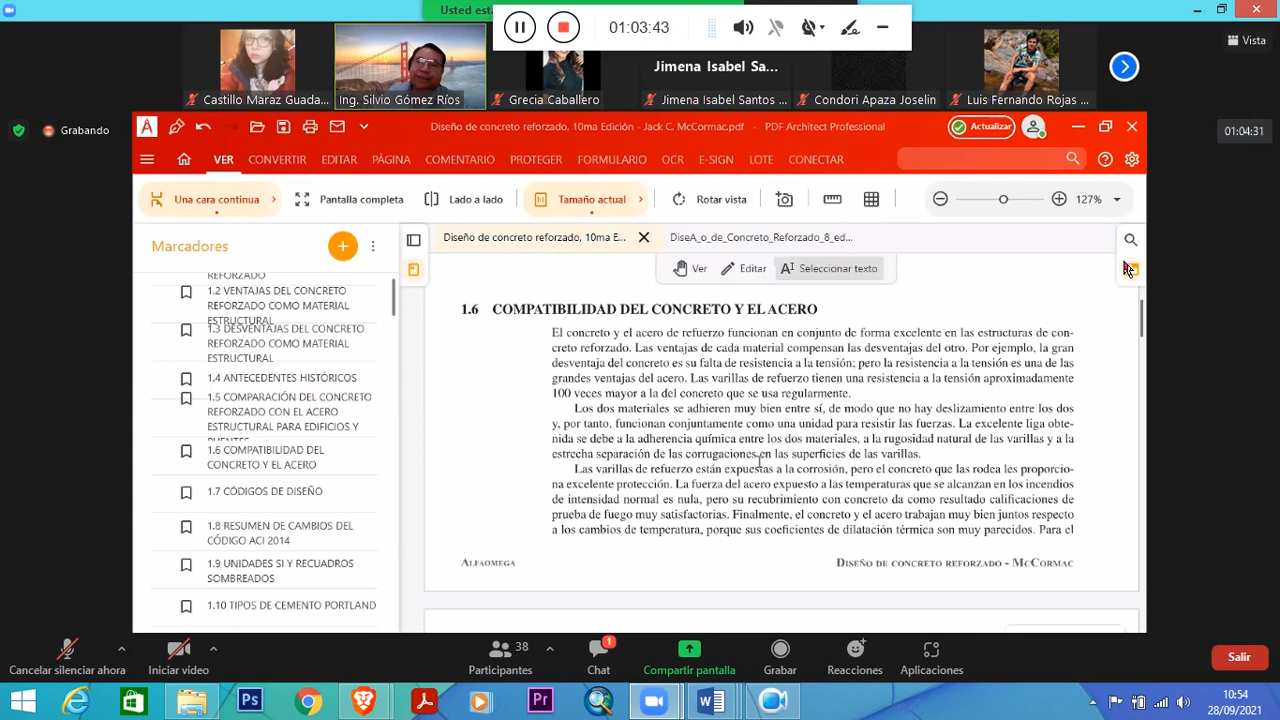 Usted est
01:03:43
Vista
Castillo Maraz Guada...
Ing. Silvio Gómez Ríos
Grecia Caballero
Jimena Isabel Sa...
Jimena Isabel Santos ...
Condori Apaza Joselin
Luis Fernando Rojas ...
Grabando
01:04:31
Diseño de concreto reforzado, 10ma Edición - Jack C. McCormac.pdf - PDF Architect Professional
Actualizar
VER CONVERTIR EDITAR PÁGINA COMENTARIO PROTEGER FORMULARIO OCR E-SIGN LOTE CONECTAR
Una cara continua
Pantalla completa
Lado a lado
Tamaño actual
Rotar vista
127%
Marcadores
Diseño de concreto reforzado, 10ma E...
DiseA_o_de_Concreto_Reforzado_8_ed...
Ver
Editar
Seleccionar texto
REFORZADO
1.2 VENTAJAS DEL CONCRETO
REFORZADO COMO MATERIAL
ESTRUCTURAL
1.3 DESVENTAJAS DEL CONCRETO
REFORZADO COMO MATERIAL
ESTRUCTURAL
1.4 ANTECEDENTES HISTÓRICOS
1.5 COMPARACIÓN DEL CONCRETO
REFORZADO CON EL ACERO
ESTRUCTURAL PARA EDIFICIOS Y
PUENTES
1.6 COMPATIBILIDAD DEL
CONCRETO Y EL ACERO
1.7 CÓDIGOS DE DISEÑO
1.8 RESUMEN DE CAMBIOS DEL
CÓDIGO ACI 2014
1.9 UNIDADES SI Y RECUADROS
SOMBREADOS
1.10 TIPOS DE CEMENTO PORTLAND
1.6 COMPATIBILIDAD DEL CONCRETO Y EL ACERO
El concreto y el acero de refuerzo funcionan en conjunto de forma excelente en las estructuras de con-
creto reforzado. Las ventajas de cada material compensan las desventajas del otro. Por ejemplo, la gran
desventaja del concreto es su falta de resistencia a la tensión; pero la resistencia a la tensión es una de las
grandes ventajas del acero. Las varillas de refuerzo tienen una resistencia a la tensión aproximadamente
100 veces mayor a la del concreto que se usa regularmente.
Los dos materiales se adhieren muy bien entre sí, de modo que no hay deslizamiento entre los dos
y, por tanto, funcionan conjuntamente como una unidad para resistir las fuerzas. La excelente liga obte-
nida se debe a la adherencia química entre los dos materiales, a la rugosidad natural de las varillas y a la
estrecha separación de las corrugaciones en las superficies de las varillas.
Las varillas de refuerzo están expuestas a la corrosión, pero el concreto que las rodea les proporcio-
na excelente protección. La fuerza del acero expuesto a las temperaturas que se alcanzan en los incendios
de intensidad normal es nula, pero su recubrimiento con concreto da como resultado calificaciones de
prueba de fuego muy satisfactorias. Finalmente, el concreto y el acero trabajan muy bien juntos respecto
a los cambios de temperatura, porque sus coeficientes de dilatación térmica son muy parecidos. Para el
ALFAOMEGA
DISEÑO DE CONCRETO REFORZADO - MCCORMAC
Cancelar silenciar ahora
Iniciar video
38
Participantes
1
Chat
Compartir pantalla
Grabar
Reacciones
Aplicaciones
Salir
Ps
Pr
10:54
28/09/2021